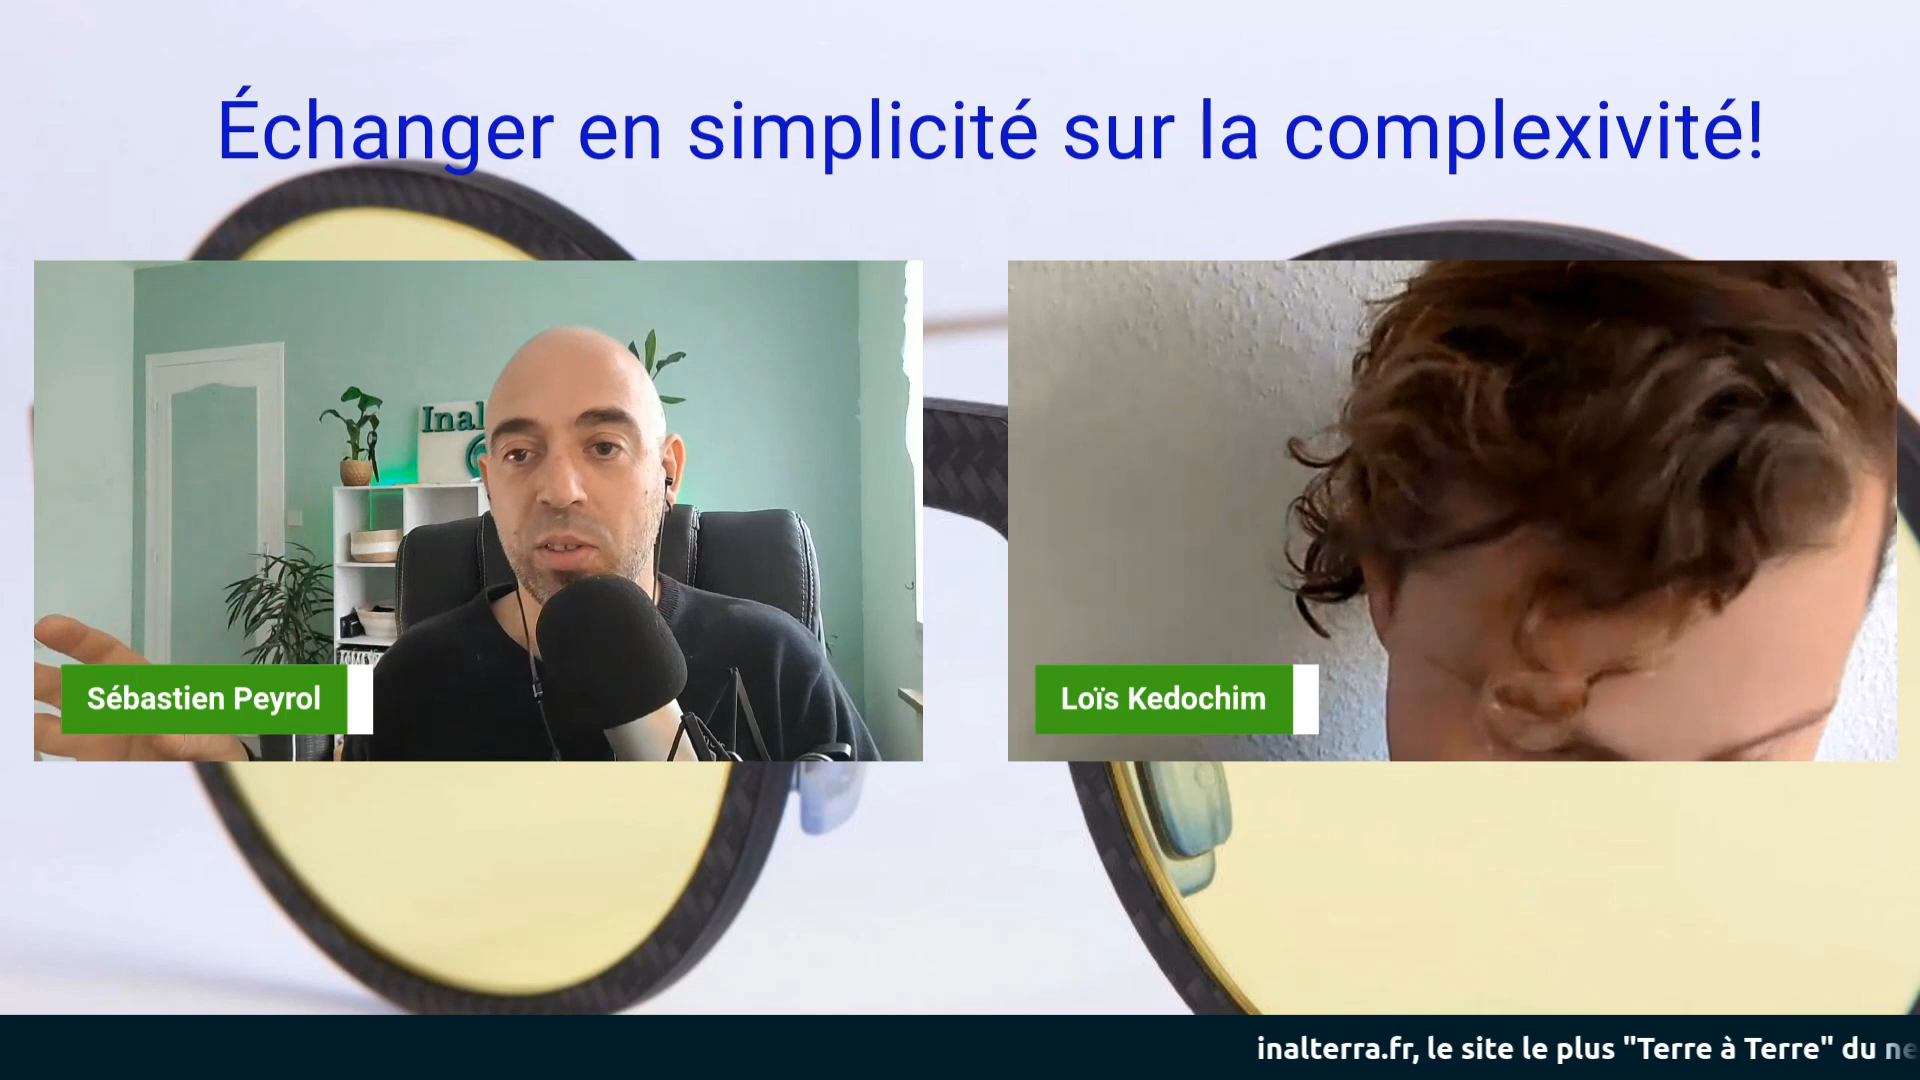 Échanger en simplicité sur la complexivité!
Inal
Sébastien Peyrol
Loïs Kedochim
inalterra.fr, le site le plus "Terre à Terre" du